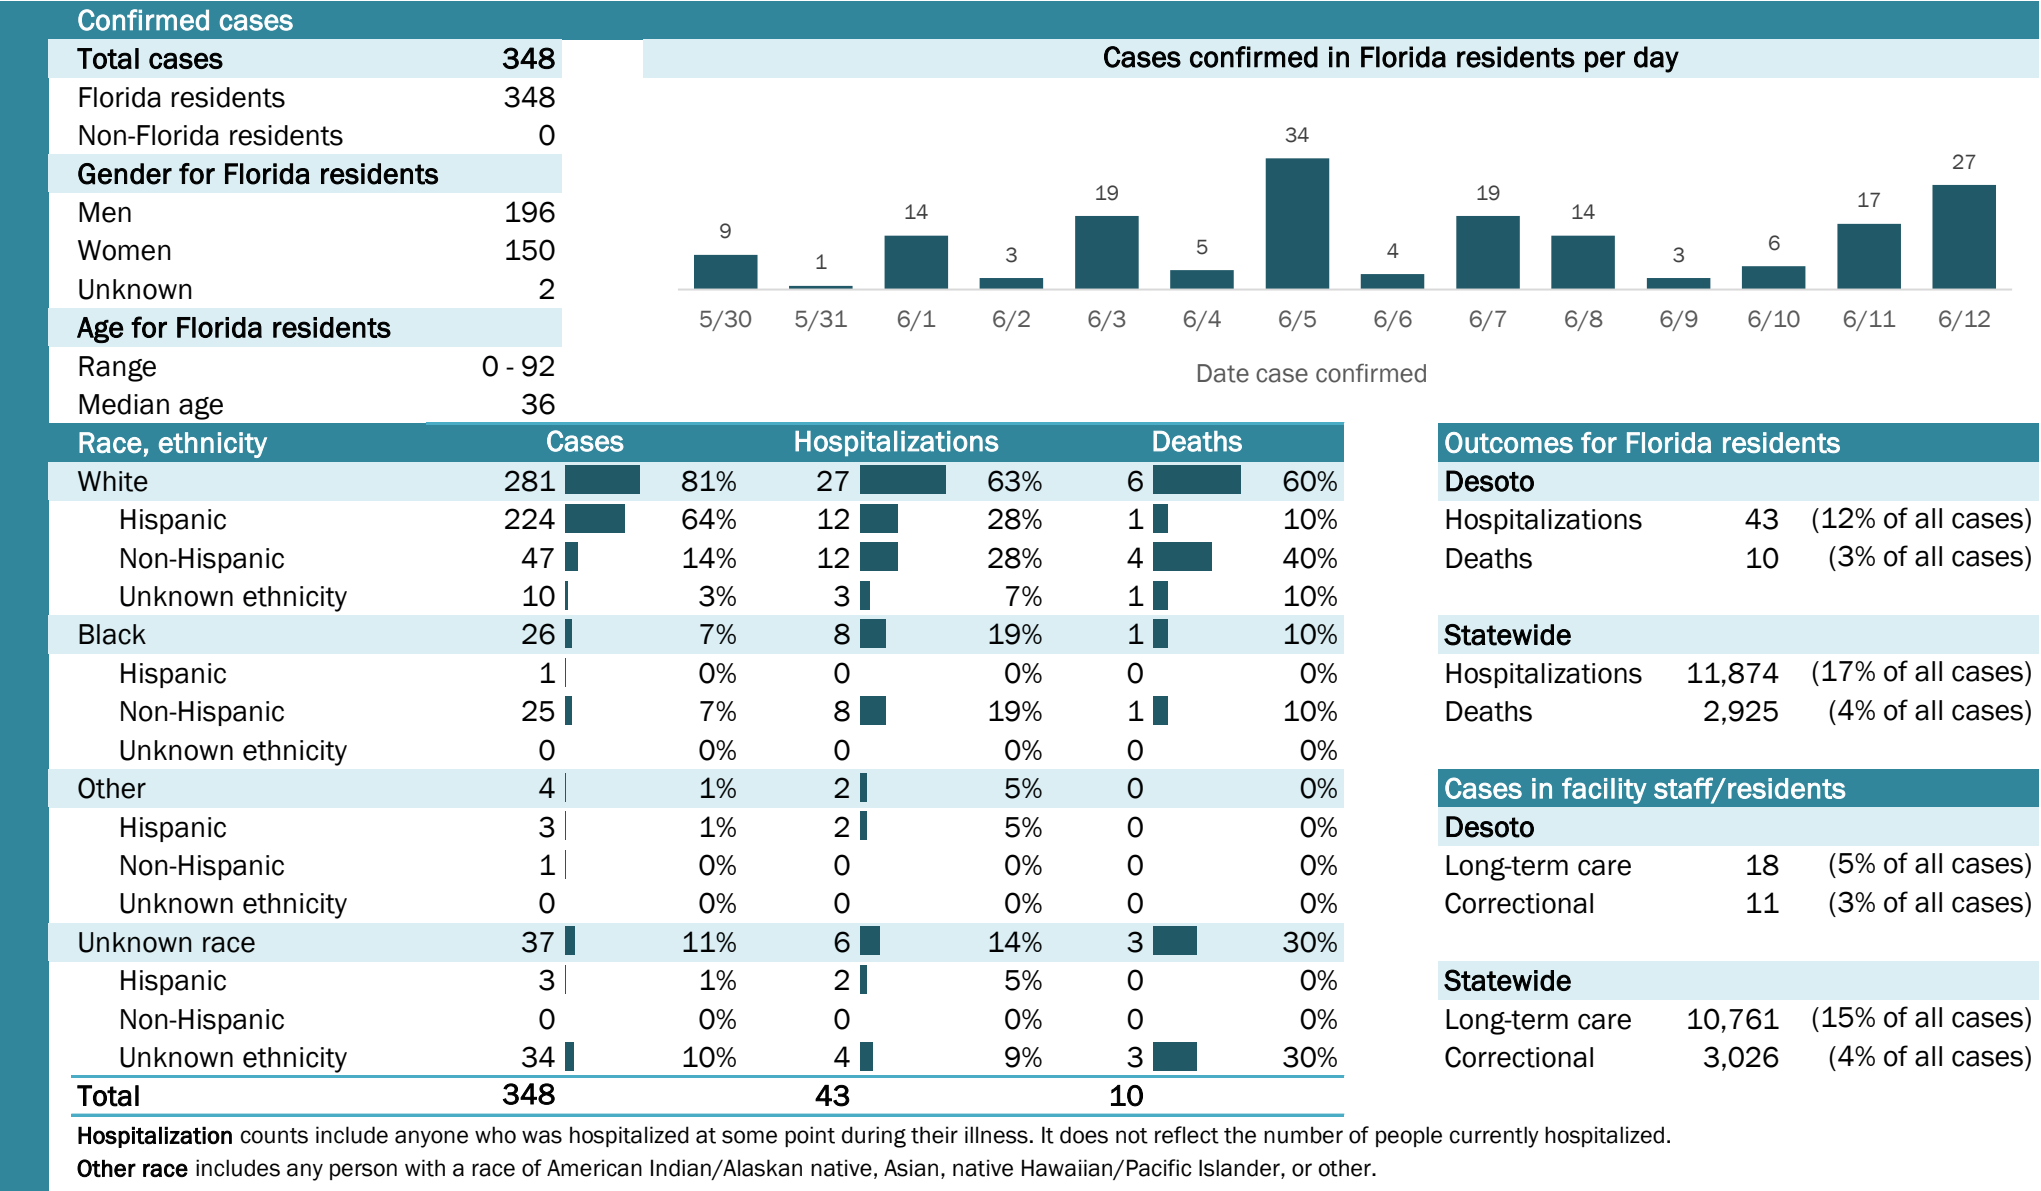 Confirmed cases
Total cases 348
Florida residents 348
Non-Florida residents 0
Gender for Florida residents
Men 196
Women 150
Unknown 2
Age for Florida residents
Range 0 - 92
Median age 36
Cases confirmed in Florida residents per day
9 1 14 3 19 5 34 4 19 14 3 6 17 27
5/30 5/31 6/1 6/2 6/3 6/4 6/5 6/6 6/7 6/8 6/9 6/10 6/11 6/12
Date case confirmed
Race, ethnicity Cases Hospitalizations Deaths
White 281 81% 27 63% 6 60%
Hispanic 224 64% 12 28% 1 10%
Non-Hispanic 47 14% 12 28% 4 40%
Unknown ethnicity 10 3% 3 7% 1 10%
Black 26 7% 8 19% 1 10%
Hispanic 1 0% 0 0% 0 0%
Non-Hispanic 25 7% 8 19% 1 10%
Unknown ethnicity 0 0% 0 0% 0 0%
Other 4 1% 2 5% 0 0%
Hispanic 3 1% 2 5% 0 0%
Non-Hispanic 1 0% 0 0% 0 0%
Unknown ethnicity 0 0% 0 0% 0 0%
Unknown race 37 11% 6 14% 3 30%
Hispanic 3 1% 2 5% 0 0%
Non-Hispanic 0 0% 0 0% 0 0%
Unknown ethnicity 34 10% 4 9% 3 30%
Total 348 43 10
Outcomes for Florida residents
Desoto
Hospitalizations 43 (12% of all cases)
Deaths 10 (3% of all cases)
Statewide
Hospitalizations 11,874 (17% of all cases)
Deaths 2,925 (4% of all cases)
Cases in facility staff/residents
Desoto
Long-term care 18 (5% of all cases)
Correctional 11 (3% of all cases)
Statewide
Long-term care 10,761 (15% of all cases)
Correctional 3,026 (4% of all cases)
Hospitalization counts include anyone who was hospitalized at some point during their illness. It does not reflect the number of people currently hospitalized.
Other race includes any person with a race of American Indian/Alaskan native, Asian, native Hawaiian/Pacific Islander, or other.